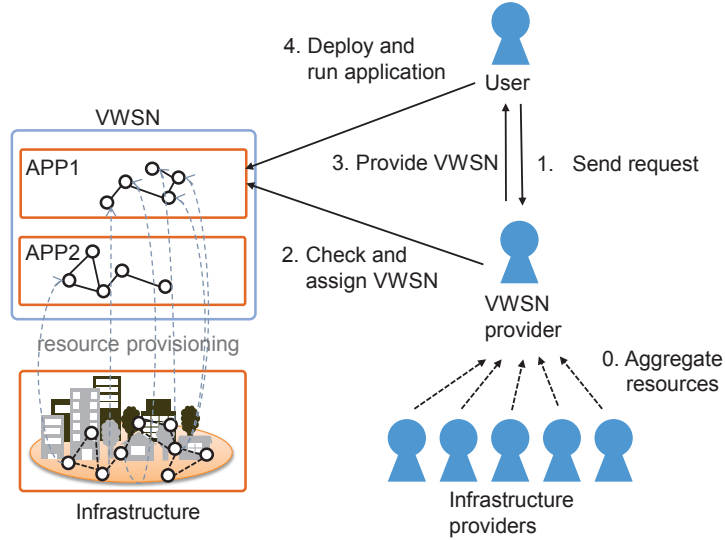 4. Deploy and
run application
User
VWSN
APP1
3. Provide VWSN
1. Send request
APP2
2. Check and
assign VWSN
VWSN
provider
resource provisioning
0. Aggregate
resources
Infrastructure
Infrastructure
providers